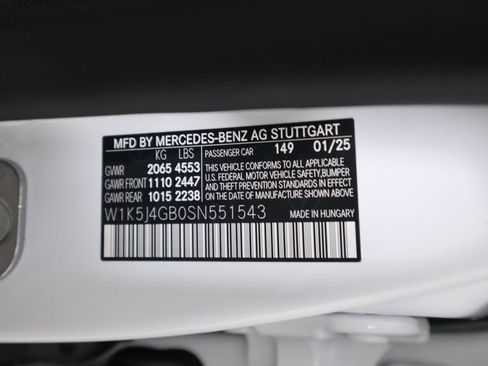 MFD BY MERCEDES-BENZ AG STUTTGART
KG LBS PASSENGER CAR 149 01/25
GVWR 2065 4553
GAWR FRONT 1110 2447
GAWR REAR 1015 2238
THIS VEHICLE CONFORMS TO ALL APPLICABLE
U.S. FEDERAL MOTOR VEHICLE SAFETY, BUMPER
AND THEFT PREVENTION STANDARDS IN EFFECT
ON THE DATE OF MANUFACTURE SHOWN ABOVE.
W1K5J4GB0SN551543 MADE IN HUNGARY